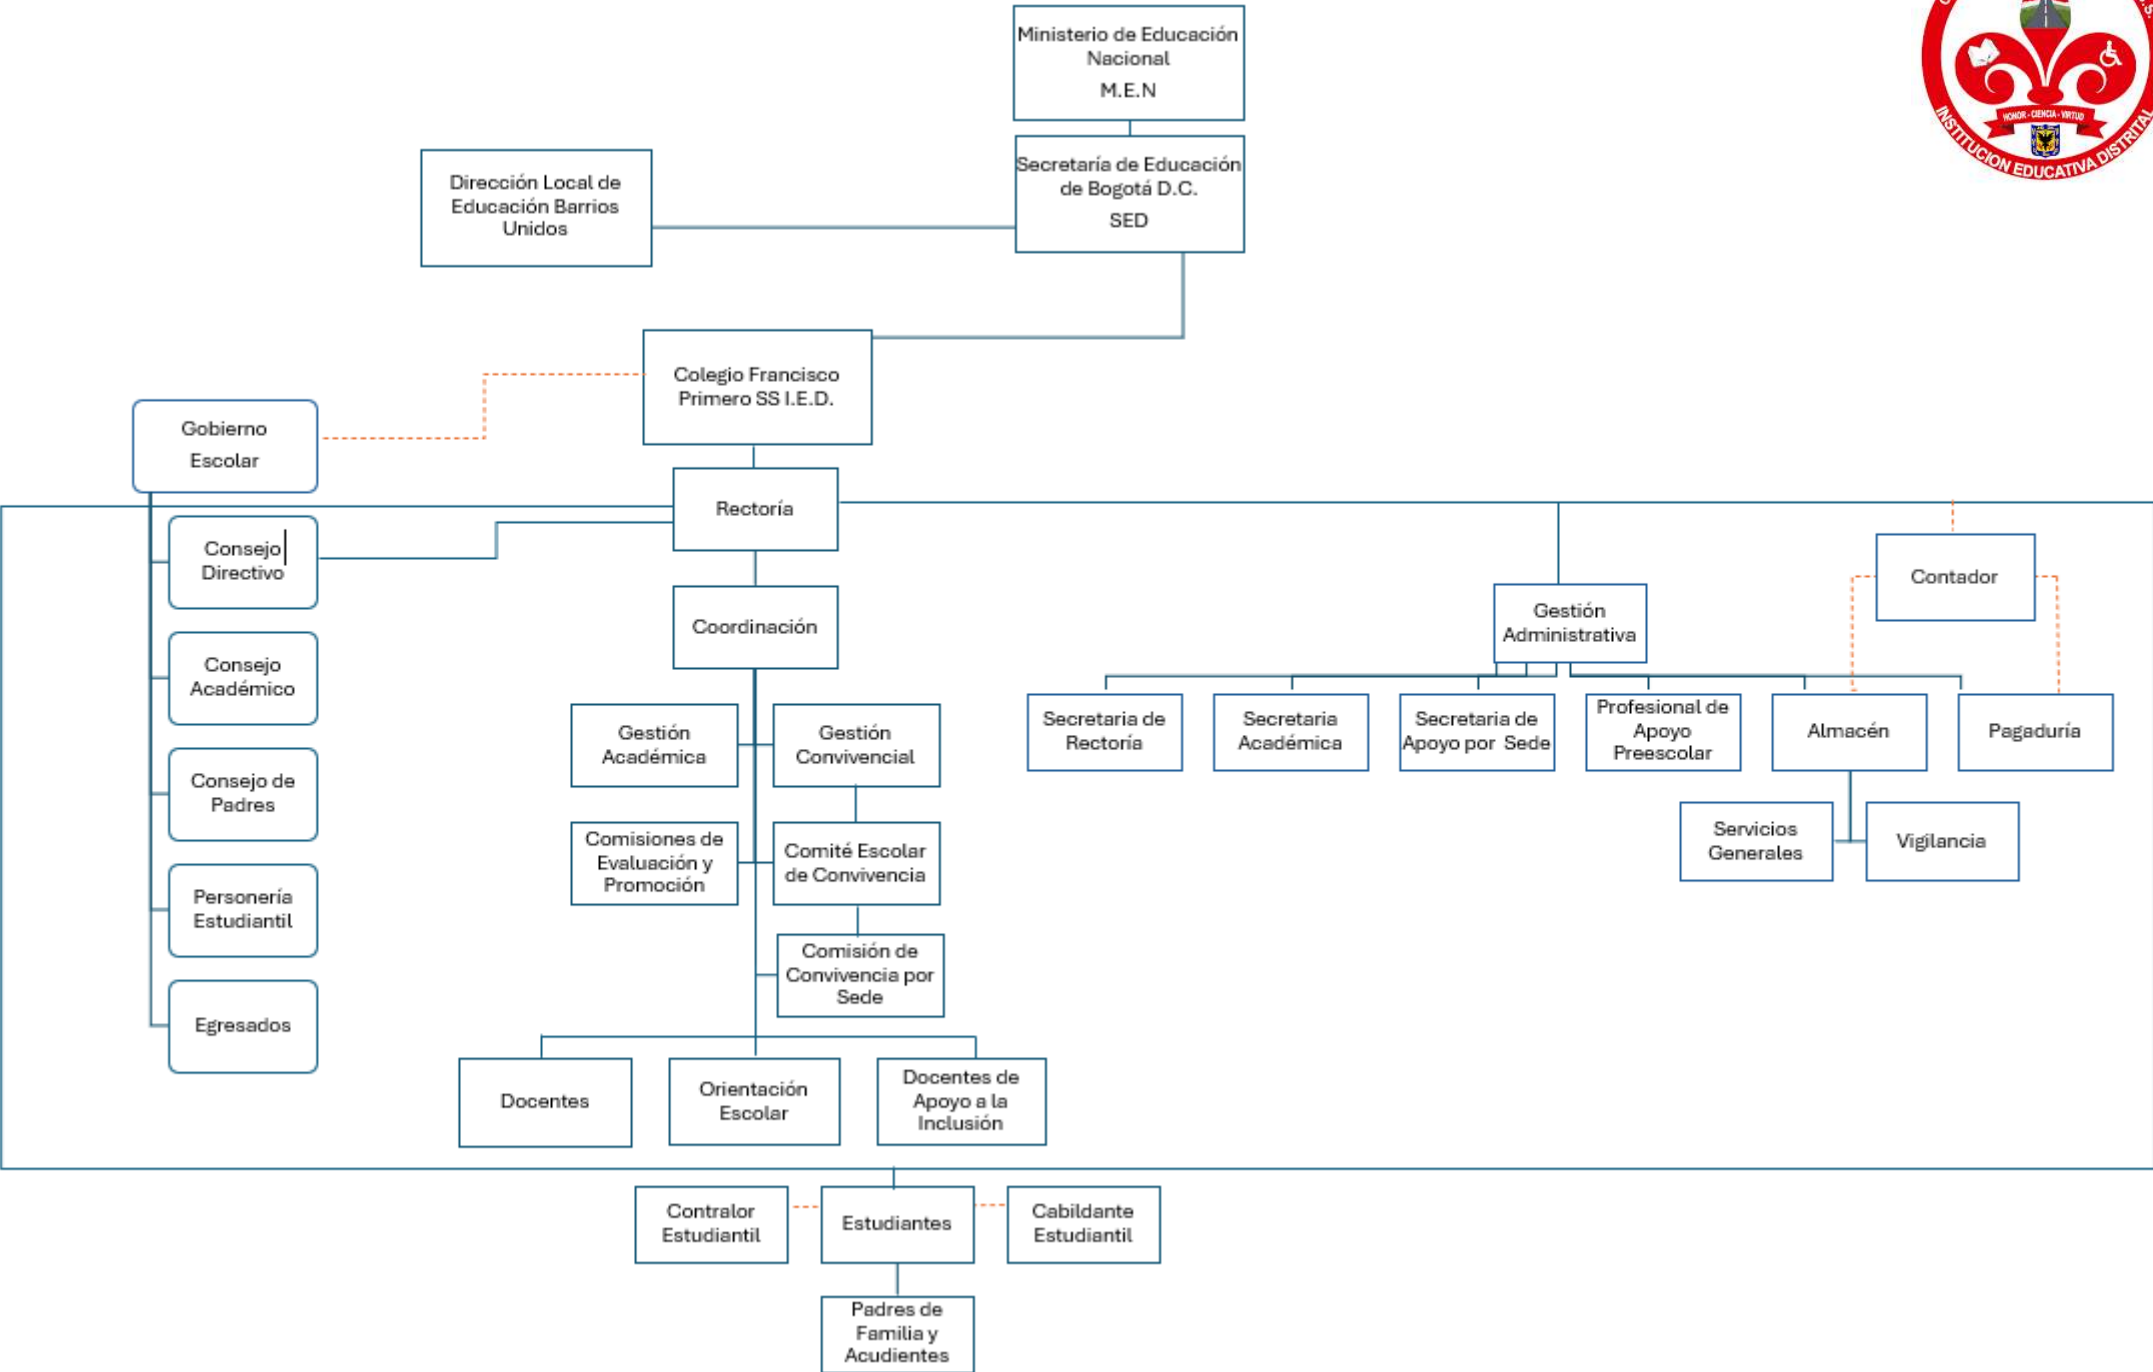 Ministerio de Educación
Nacional
M.E.N
INSTITUCION EDUCATIVA DISTRITAL
HONOR - CIENCIA - VIRTUD
Secretaría de Educación
de Bogotá D.C.
SED
Dirección Local de
Educación Barrios
Unidos
Colegio Francisco
Primero SS I.E.D.
Gobierno
Escolar
Rectoría
Consejo
Directivo
Consejo
Académico
Consejo de
Padres
Personería
Estudiantil
Egresados
Coordinación
Gestión
Académica
Gestión
Convivencial
Comisiones de
Evaluación y
Promoción
Comité Escolar
de Convivencia
Comisión de
Convivencia por
Sede
Docentes
Orientación
Escolar
Docentes de
Apoyo a la
Inclusión
Contador
Gestión
Administrativa
Secretaria de
Rectoría
Secretaria
Académica
Secretaria de
Apoyo por Sede
Profesional de
Apoyo
Preescolar
Almacén
Pagaduría
Servicios
Generales
Vigilancia
Contralor
Estudiantil
Estudiantes
Cabildante
Estudiantil
Padres de
Familia y
Acudientes